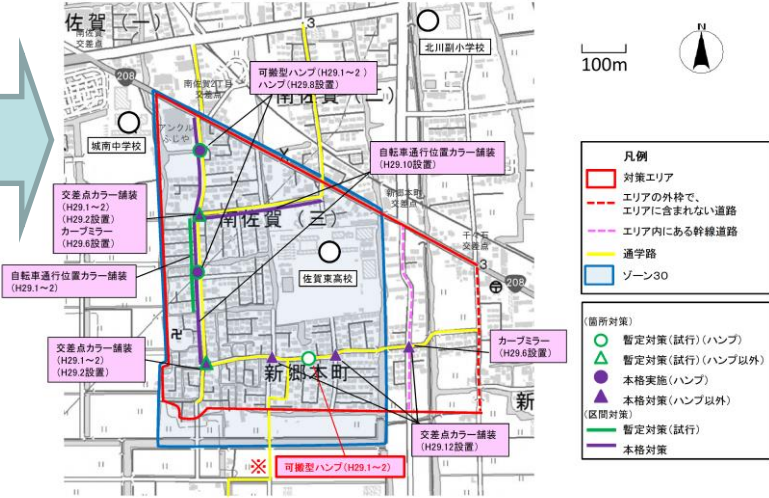 佐賀(一)
南佐賀
交差点
3
北川副小学校
208
南佐賀2丁目
交差点
可搬型ハンプ(H29.1~2 )
ハンプ(H29.8設置)
アングル
ふじや
城南中学校
自転車通行位置カラー舗装
(H29.10設置)
交差点カラー舗装
(H29.1~2)
(H29.2設置)
カーブミラー
(H29.6設置)
南佐賀(三)
新郷本町
交差点
千々石
交差点
3
208
佐賀東高校
自転車通行位置カラー舗装
(H29.1~2)
交差点カラー舗装
(H29.1~2)
(H29.2設置)
カーブミラー
(H29.6設置)
新郷本町
新
交差点カラー舗装
(H29.12設置)
※
可搬型ハンプ(H29.1~2)
100m
N
凡例
対策エリア
エリアの外枠で、
エリアに含まれない道路
エリア内にある幹線道路
通学路
ゾーン30
(箇所対策)
暫定対策(試行)(ハンプ)
暫定対策(試行)(ハンプ以外)
本格実施(ハンプ)
本格対策(ハンプ以外)
(区間対策)
暫定対策(試行)
本格対策